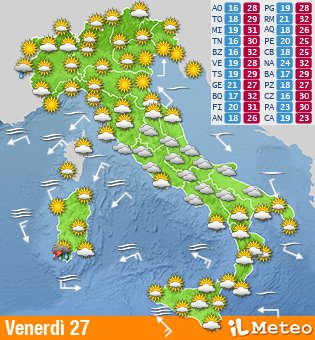 AO 16 28 PG 19 28
TO 18 29 RM 21 32
MI 19 31 AQ 18 26
TN 16 30 PE 20 25
BZ 16 32 CB 18 25
VE 19 28 NA 24 32
TS 19 29 BA 17 29
GE 21 27 PZ 18 27
BO 17 32 CZ 16 23
FI 20 31 PA 23 30
AN 18 26 CA 19 23
Venerdì 27
iL Meteo